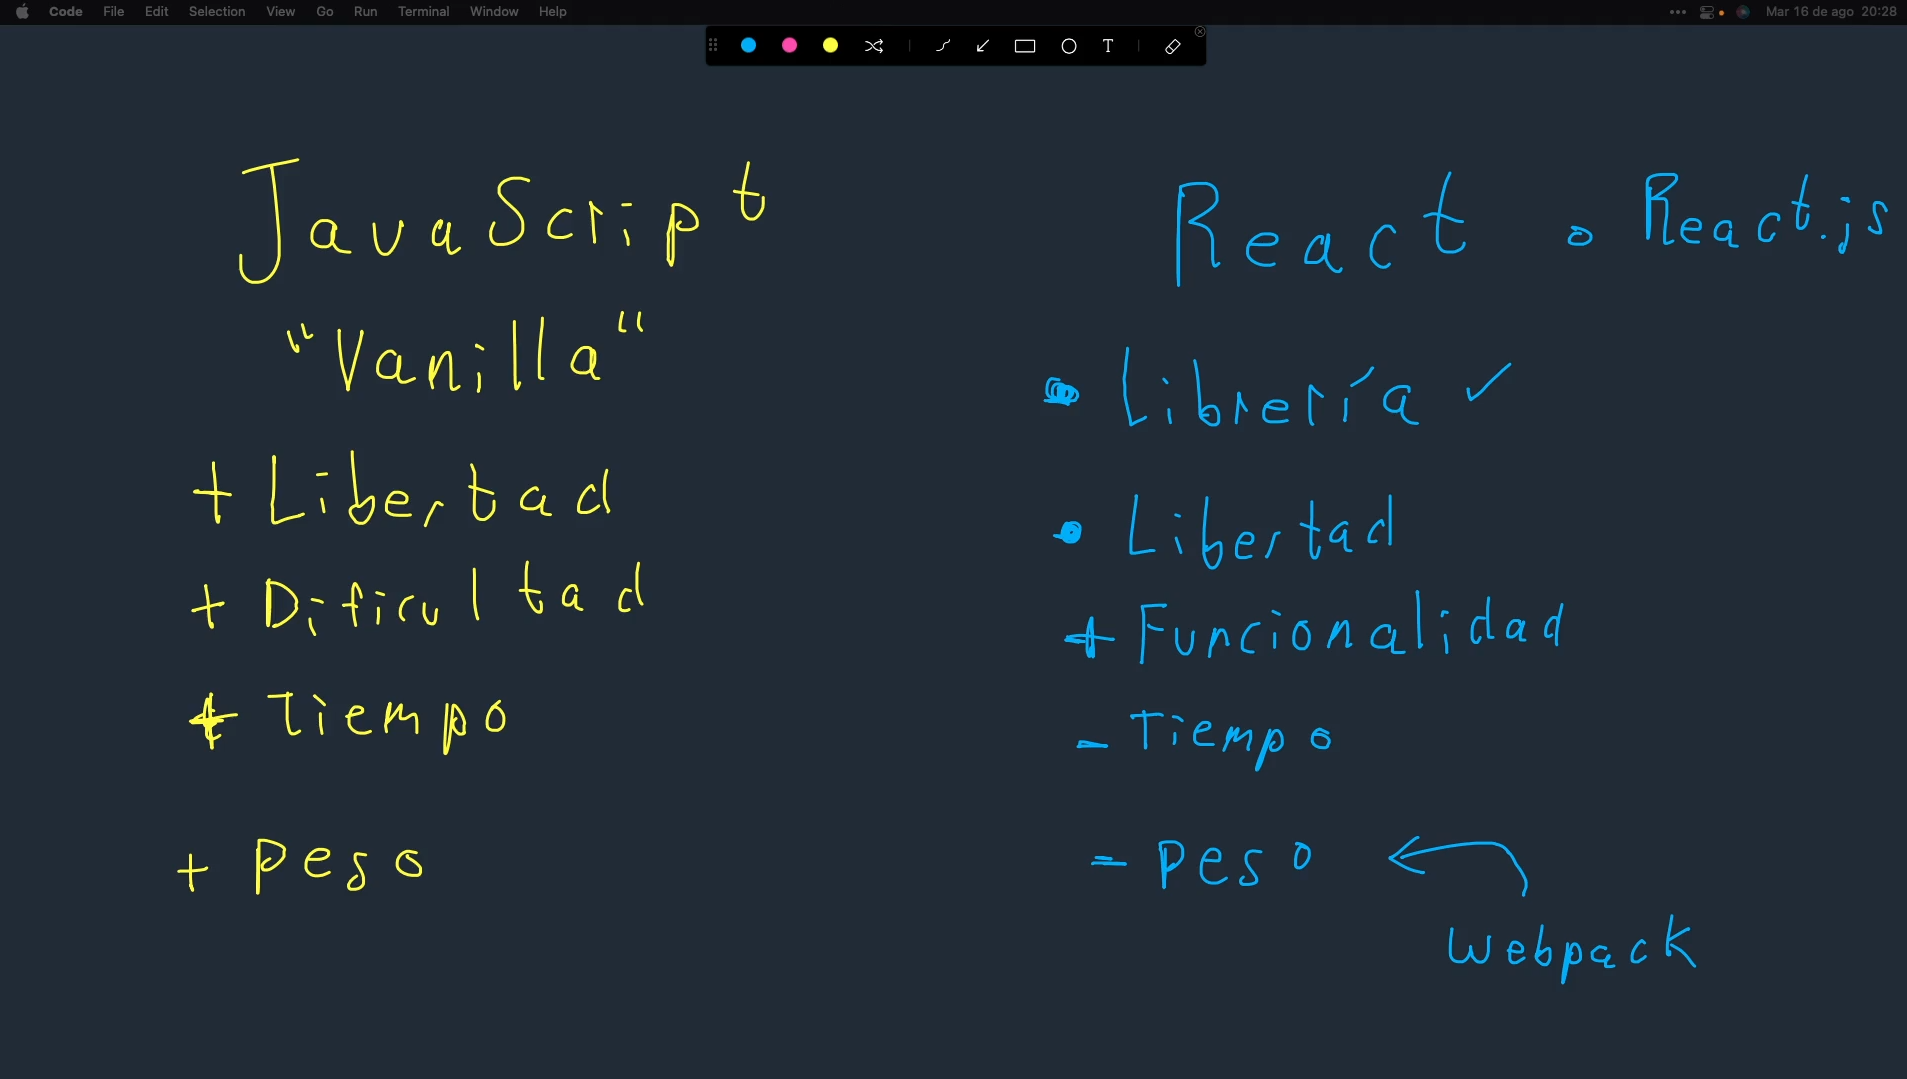 Code File Edit Selection View Go Run Terminal Window Help Mar 16 de ago 20:28
T
JavaScript
"Vanilla"
+ Libertad
+ Dificultad
+ Tiempo
+ Peso
React o React.js
• Librería ✓
• Libertad
+ Funcionalidad
- Tiempo
- Peso
Webpack